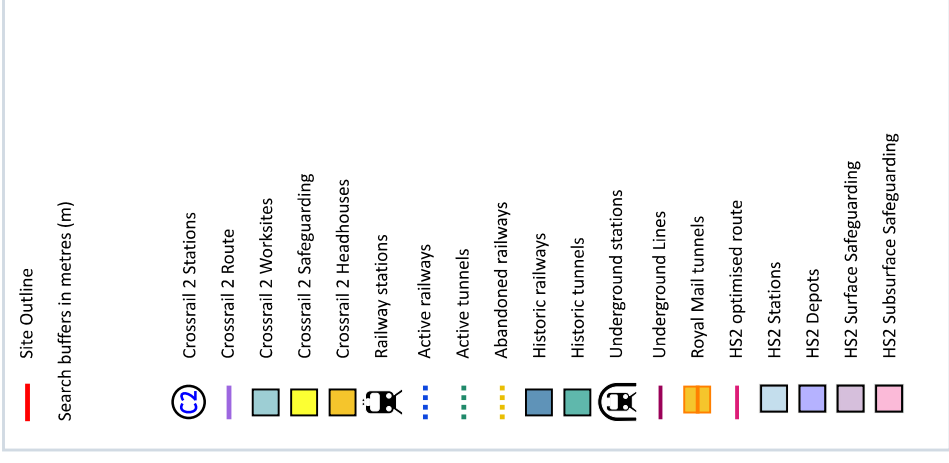 Site Outline
Search buffers in metres (m)
C2 Crossrail 2 Stations
Crossrail 2 Route
Crossrail 2 Worksites
Crossrail 2 Safeguarding
Crossrail 2 Headhouses
Railway stations
Active railways
Active tunnels
Abandoned railways
Historic railways
Historic tunnels
Underground stations
Underground Lines
Royal Mail tunnels
HS2 optimised route
HS2 Stations
HS2 Depots
HS2 Surface Safeguarding
HS2 Subsurface Safeguarding